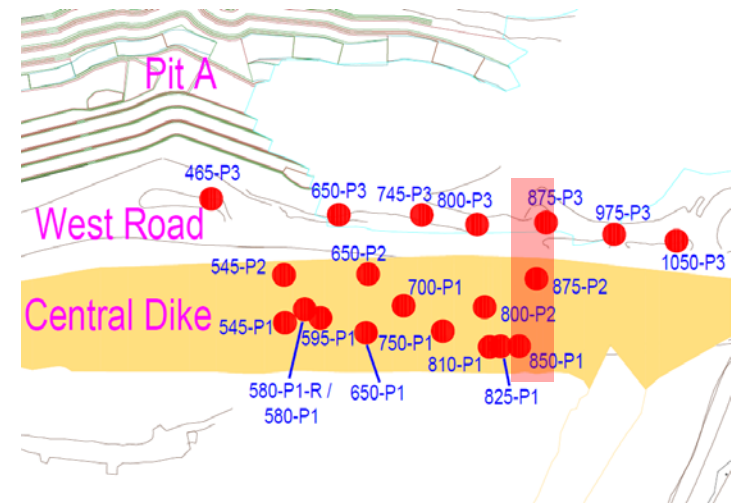 Pit A
465-P3
650-P3
745-P3
800-P3
875-P3
975-P3
1050-P3
West Road
545-P2
650-P2
875-P2
700-P1
800-P2
Central Dike
545-P1
595-P1
750-P1
810-P1
850-P1
580-P1-R /
580-P1
650-P1
825-P1